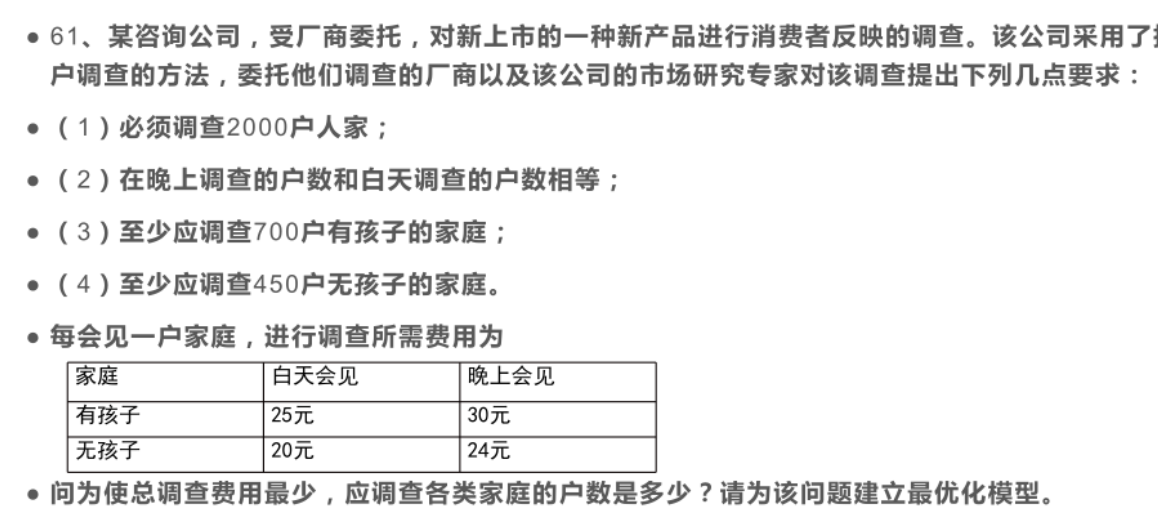 • 61、某咨询公司，受厂商委托，对新上市的一种新产品进行消费者反映的调查。该公司采用了
户调查的方法，委托他们调查的厂商以及该公司的市场研究专家对该调查提出下列几点要求：
• （1）必须调查2000户人家；
• （2）在晚上调查的户数和白天调查的户数相等；
• （3）至少应调查700户有孩子的家庭；
• （4）至少应调查450户无孩子的家庭。
• 每会见一户家庭，进行调查所需费用为
家庭 白天会见 晚上会见
有孩子 25元 30元
无孩子 20元 24元
• 问为使总调查费用最少，应调查各类家庭的户数是多少？请为该问题建立最优化模型。